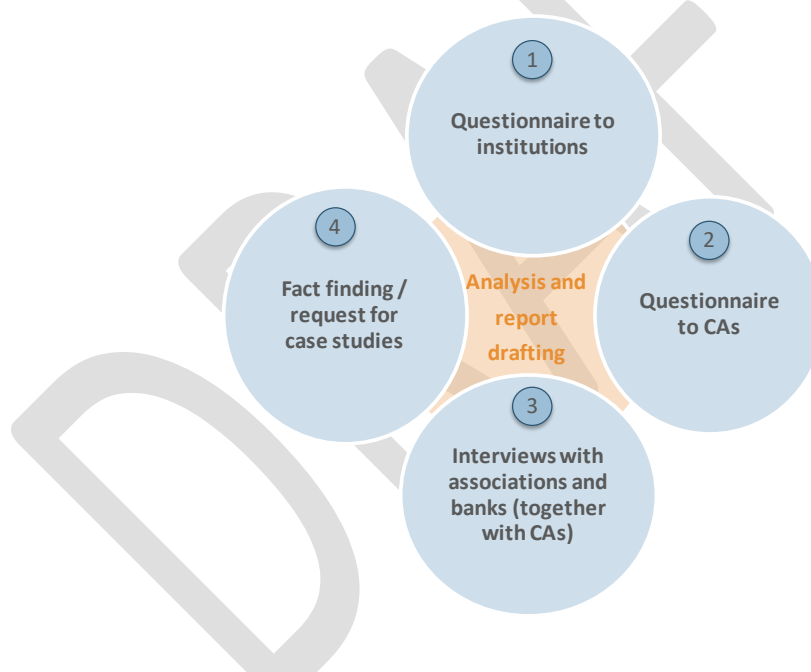 1
Questionnaire to
institutions
2
Questionnaire
to CAs
3
Interviews with
associations and
banks (together
with CAs)
4
Fact finding /
request for
case studies
Analysis and
report
drafting